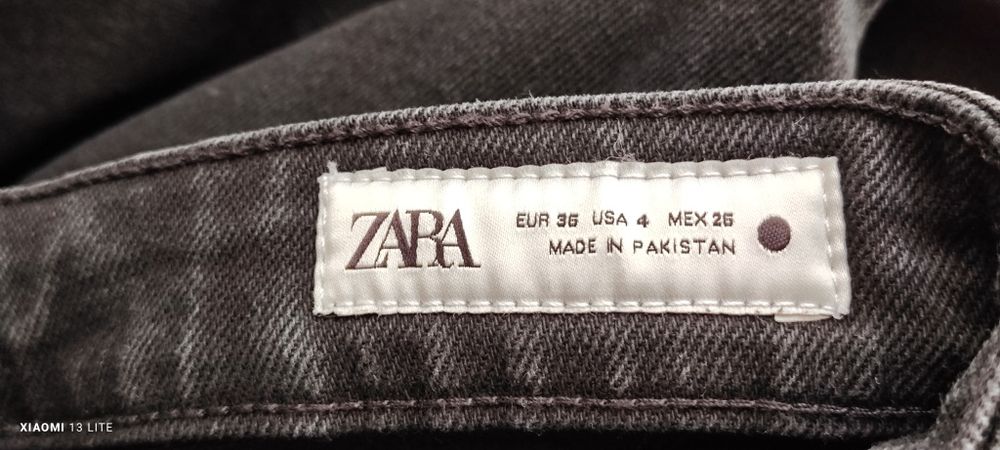 ZARA
EUR 36 USA 4 MEX 26
MADE IN PAKISTAN
XIAOMI 13 LITE